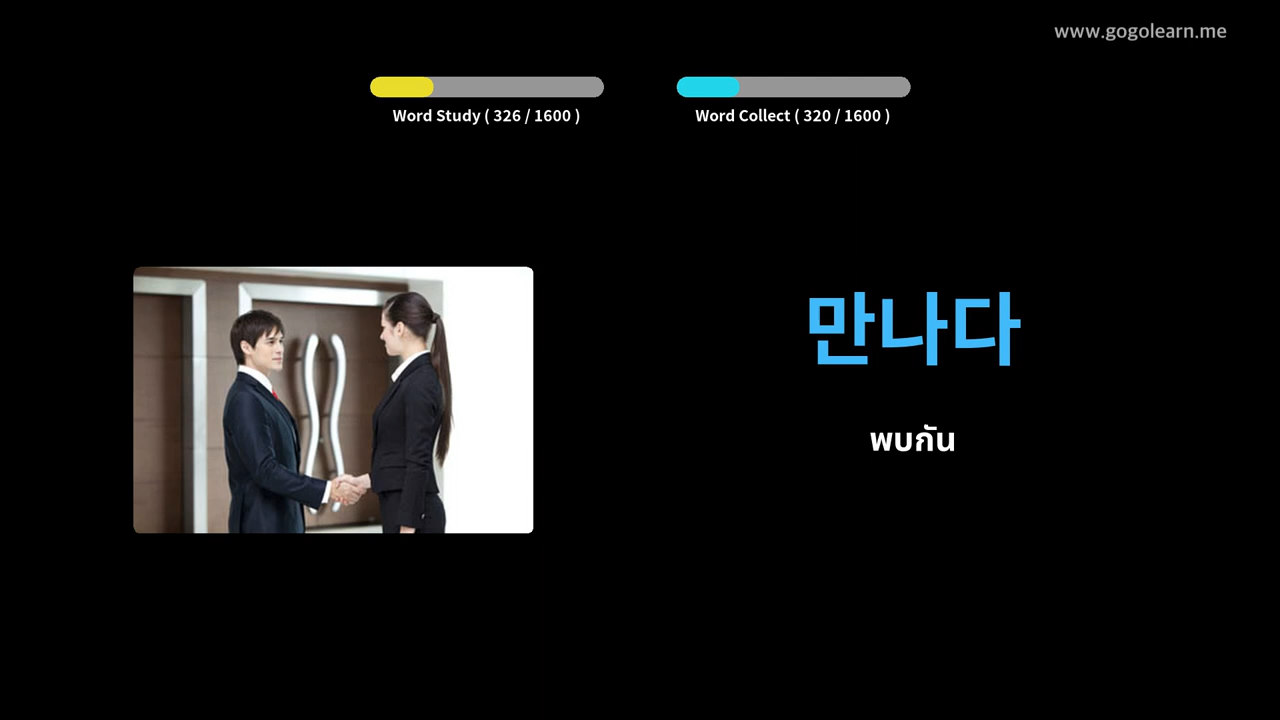 www.gogolearn.me
Word Study ( 326 / 1600 )
Word Collect ( 320 / 1600 )
만나다
พบกัน